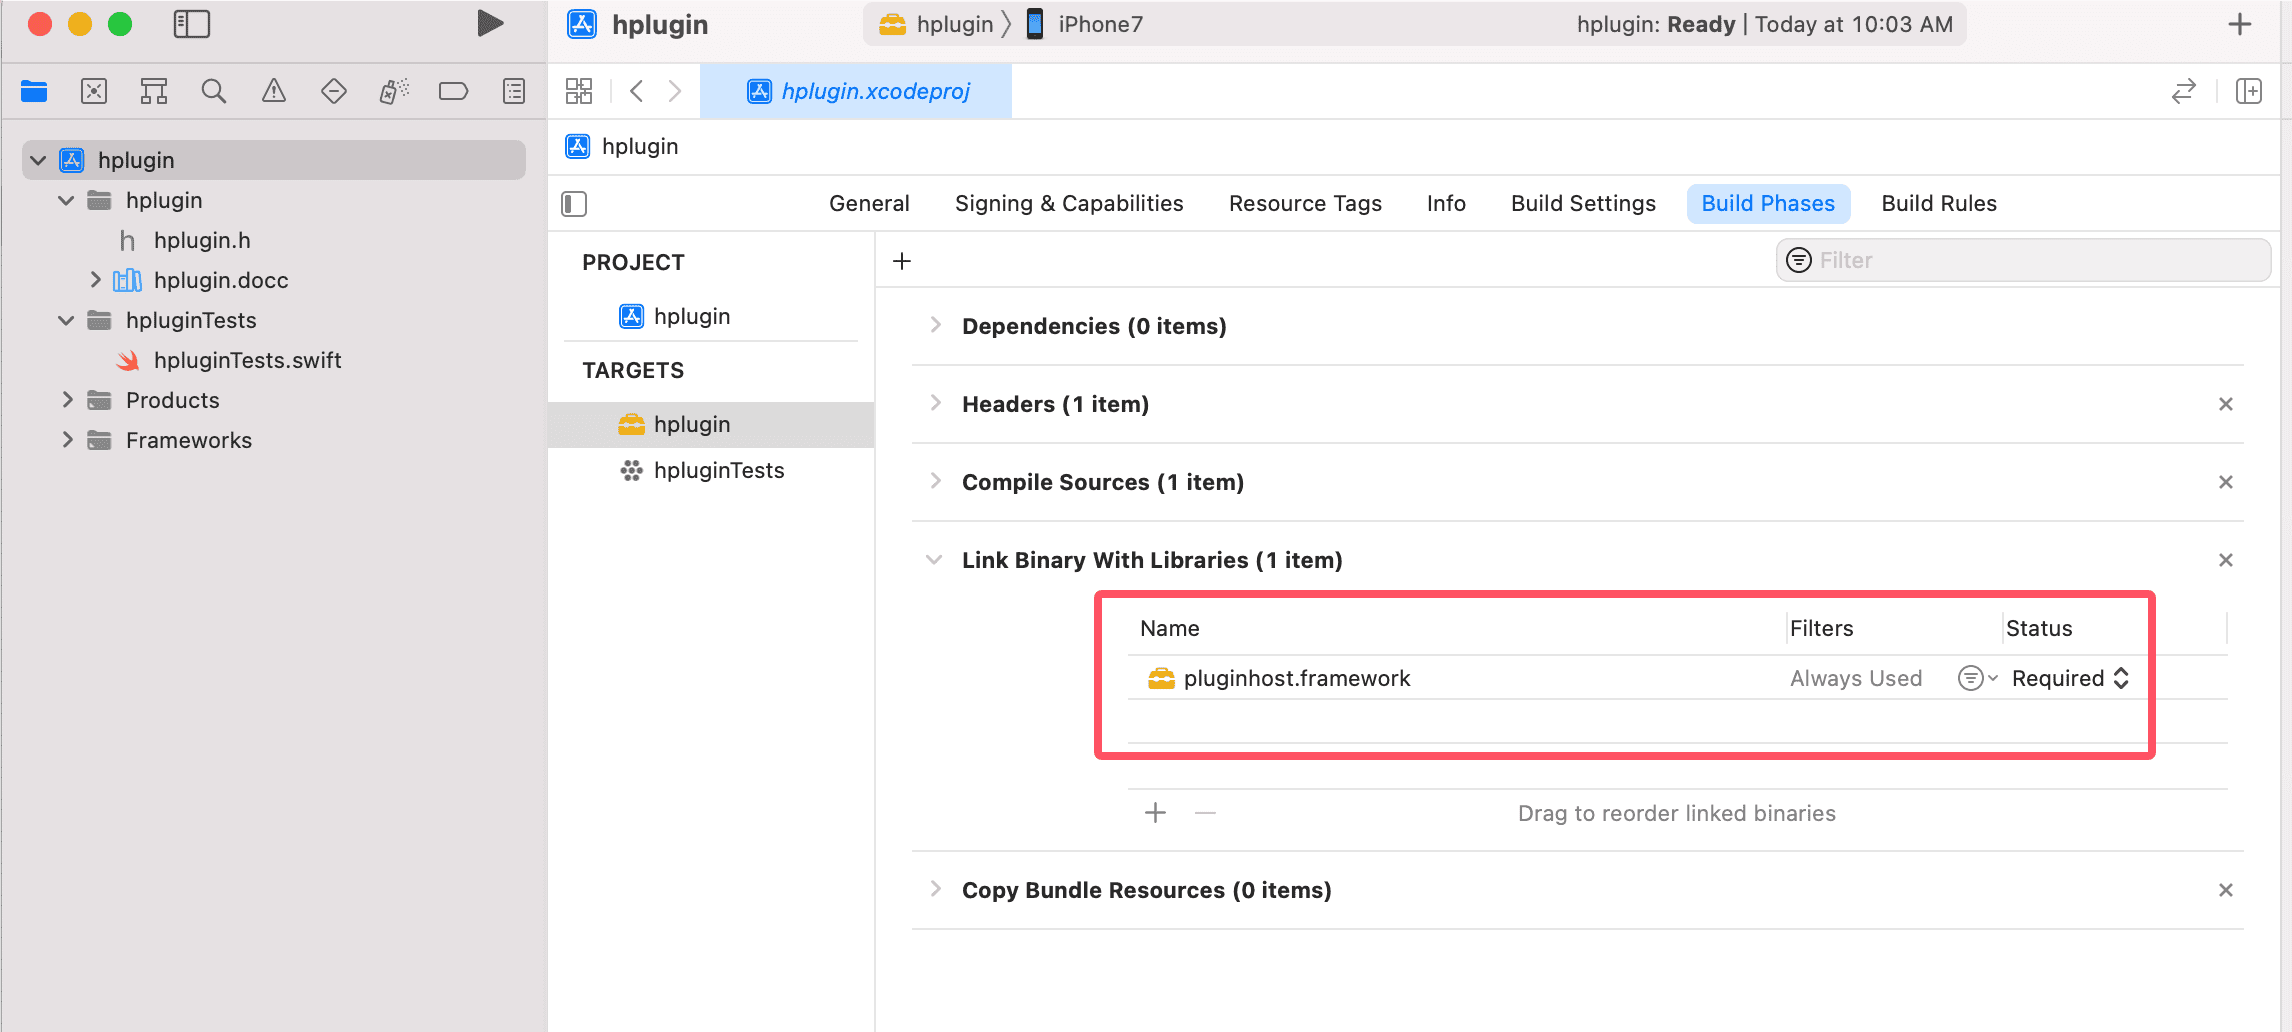 hplugin
hplugin
iPhone7
hplugin: Ready | Today at 10:03 AM
hplugin.xcodeproj
hplugin
hplugin
hplugin.h
hplugin.docc
hpluginTests
hpluginTests.swift
Products
Frameworks
hplugin
General
Signing & Capabilities
Resource Tags
Info
Build Settings
Build Phases
Build Rules
PROJECT
hplugin
TARGETS
hplugin
hpluginTests
Filter
Dependencies (0 items)
Headers (1 item)
Compile Sources (1 item)
Link Binary With Libraries (1 item)
Name Filters Status
pluginhost.framework Always Used Required
Drag to reorder linked binaries
Copy Bundle Resources (0 items)